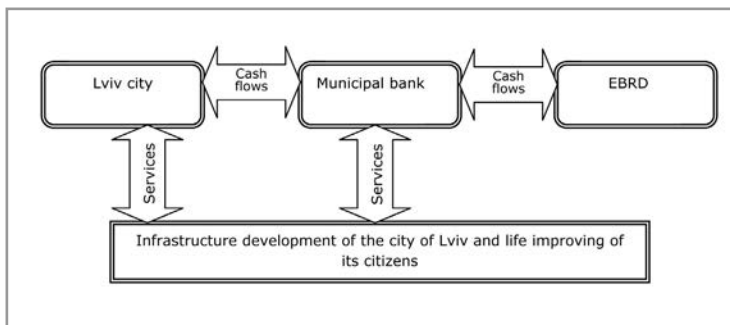 Lviv city
Cash
flows
Municipal bank
Cash
flows
EBRD
Services
Services
Infrastructure development of the city of Lviv and life improving of
its citizens